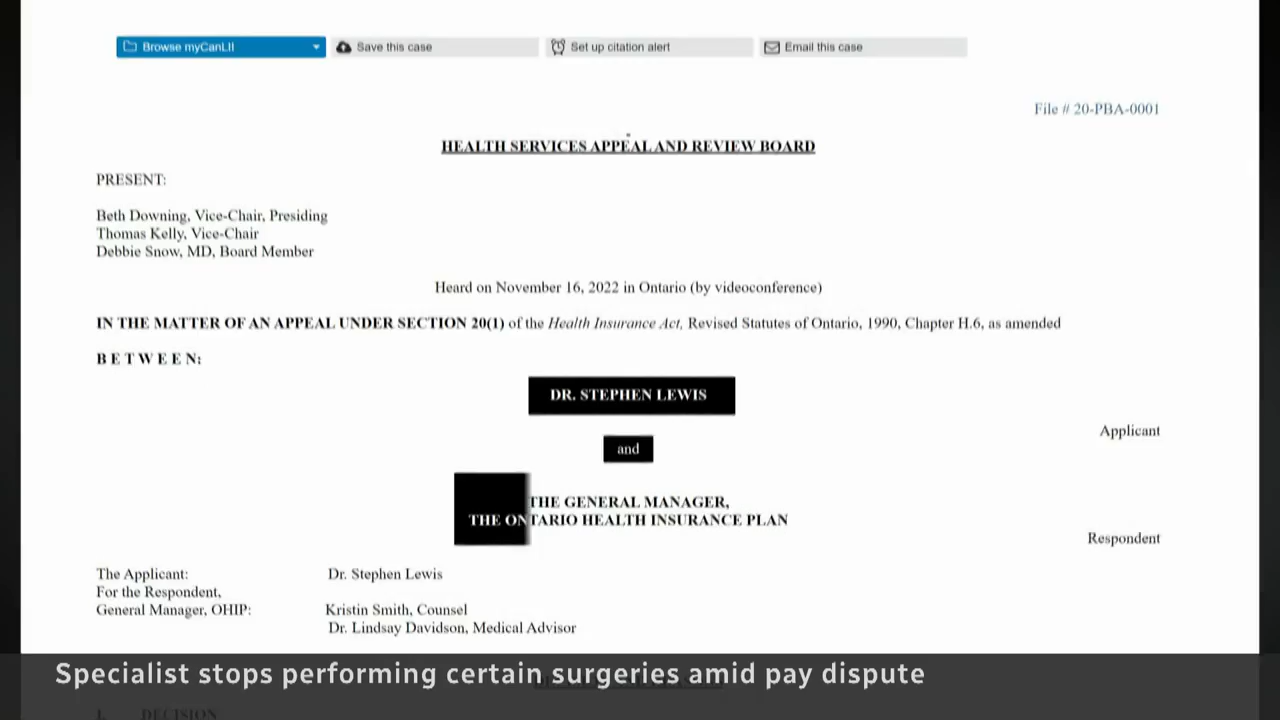 Browse myCanLII
Save this case
Set up citation alert
Email this case
File # 20-PBA-0001
HEALTH SERVICES APPEAL AND REVIEW BOARD
PRESENT:
Beth Downing, Vice-Chair, Presiding
Thomas Kelly, Vice-Chair
Debbie Snow, MD, Board Member
Heard on November 16, 2022 in Ontario (by videoconference)
IN THE MATTER OF AN APPEAL UNDER SECTION 20(1) of the Health Insurance Act, Revised Statutes of Ontario, 1990, Chapter H.6, as amended
B E T W E E N:
DR. STEPHEN LEWIS
Applicant
and
THE GENERAL MANAGER,
THE ONTARIO HEALTH INSURANCE PLAN
Respondent
The Applicant: Dr. Stephen Lewis
For the Respondent,
General Manager, OHIP: Kristin Smith, Counsel
Dr. Lindsay Davidson, Medical Advisor
Specialist stops performing certain surgeries amid pay dispute
I. DECISION